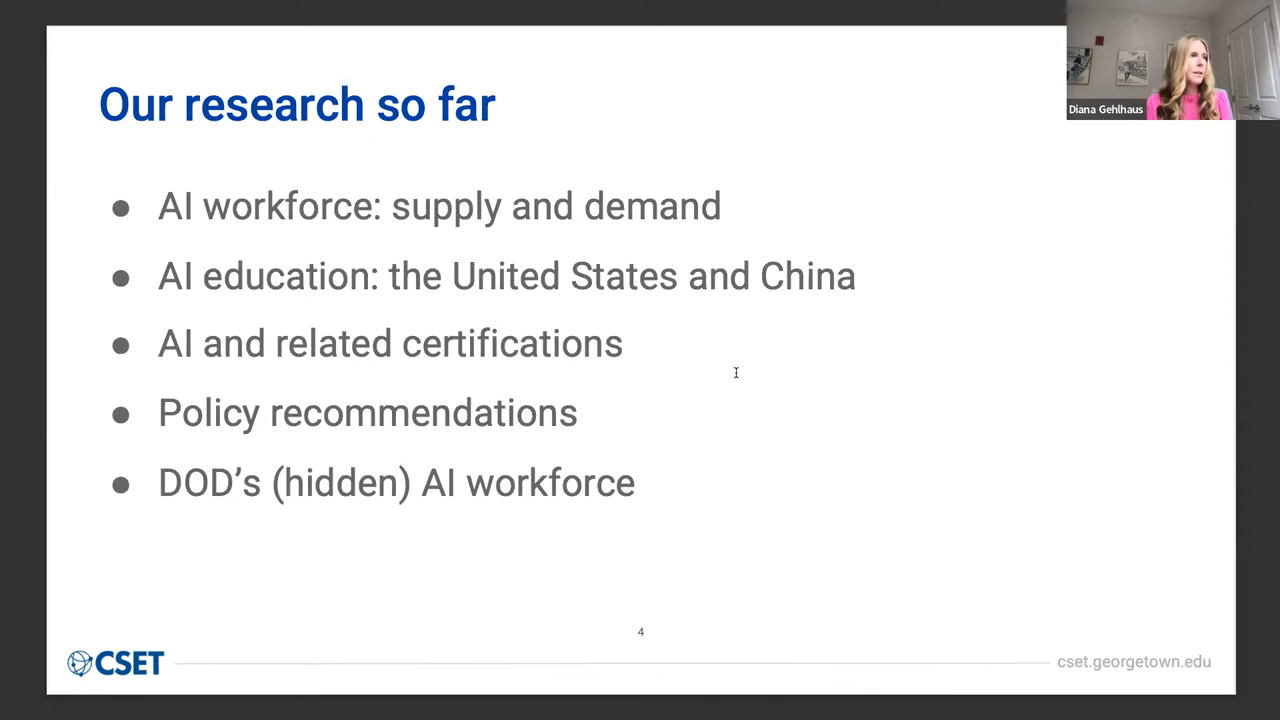 Our research so far
Diana Gehlhaus
● AI workforce: supply and demand
● AI education: the United States and China
● AI and related certifications
● Policy recommendations
● DOD’s (hidden) AI workforce
4
CSET
cset.georgetown.edu